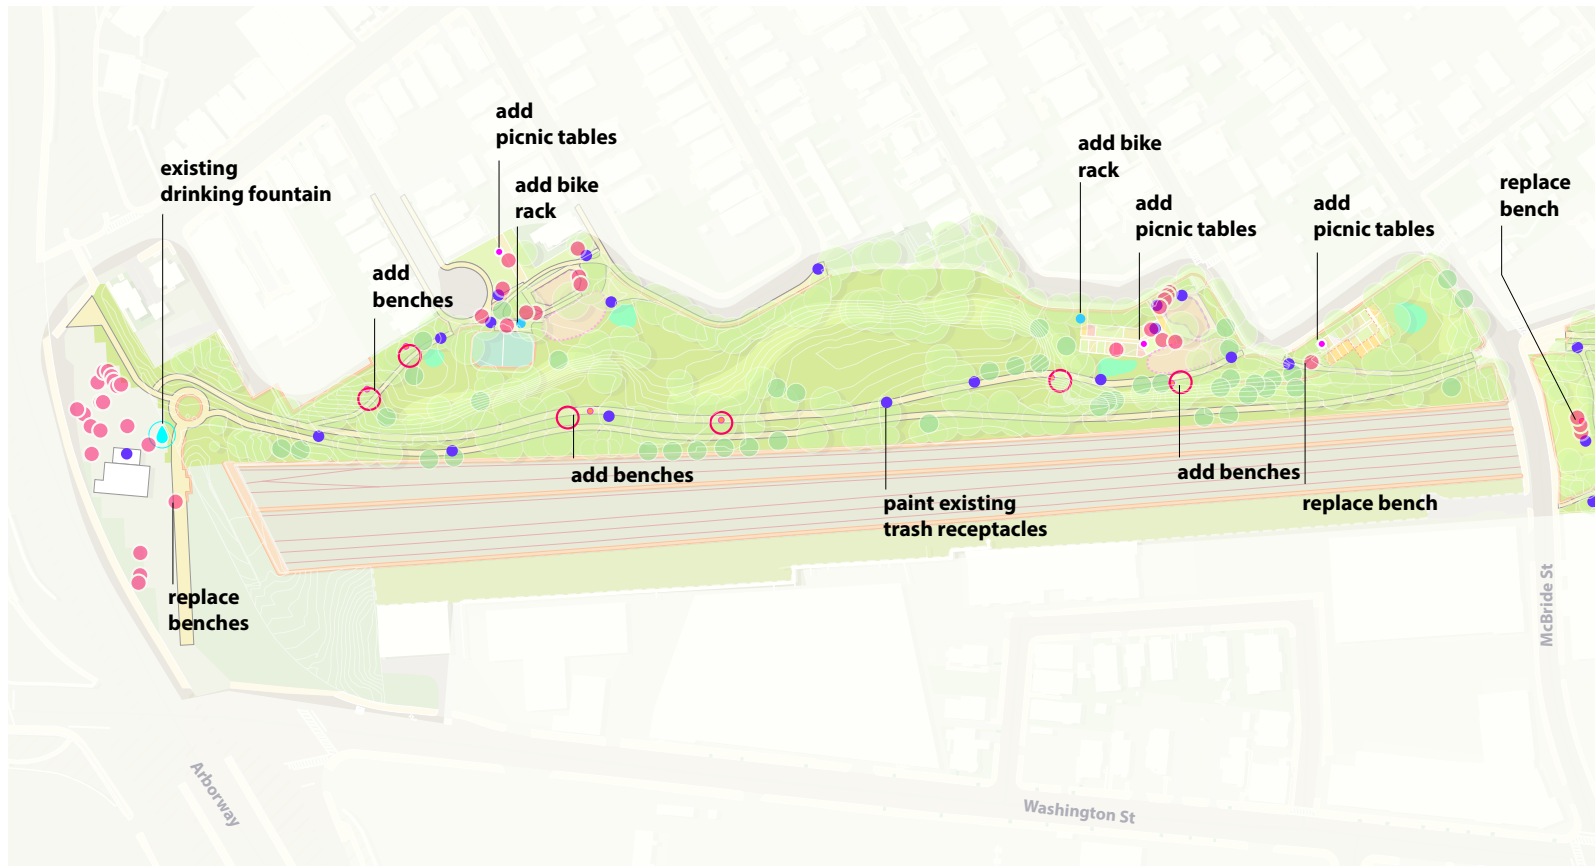 add
picnic tables
existing
drinking fountain
add bike
rack
add
benches
add bike
rack
add
picnic tables
add
picnic tables
replace
bench
add benches
paint existing
trash receptacles
add benches
replace bench
replace
benches
McBride St
Arborway
Washington St